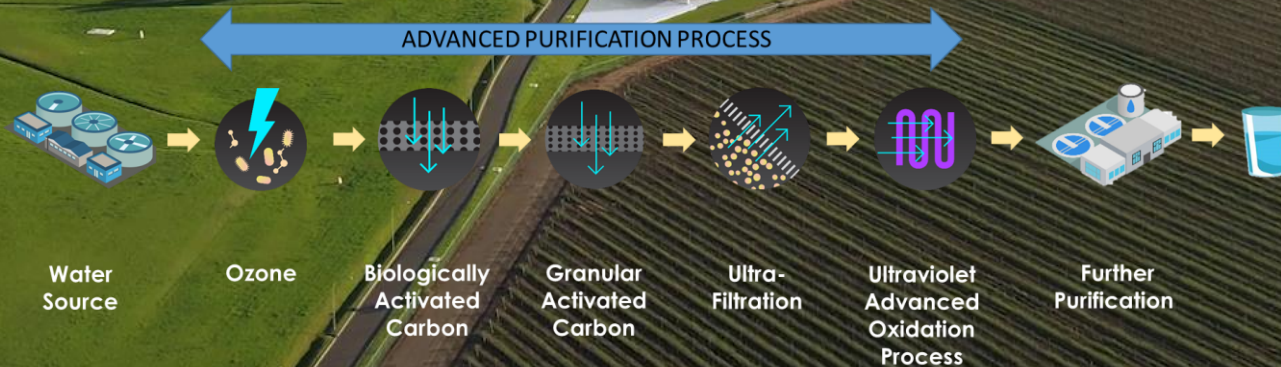 ADVANCED PURIFICATION PROCESS
Water
Source
Ozone
Biologically
Activated
Carbon
Granular
Activated
Carbon
Ultra-
Filtration
Ultraviolet
Advanced
Oxidation
Process
Further
Purification